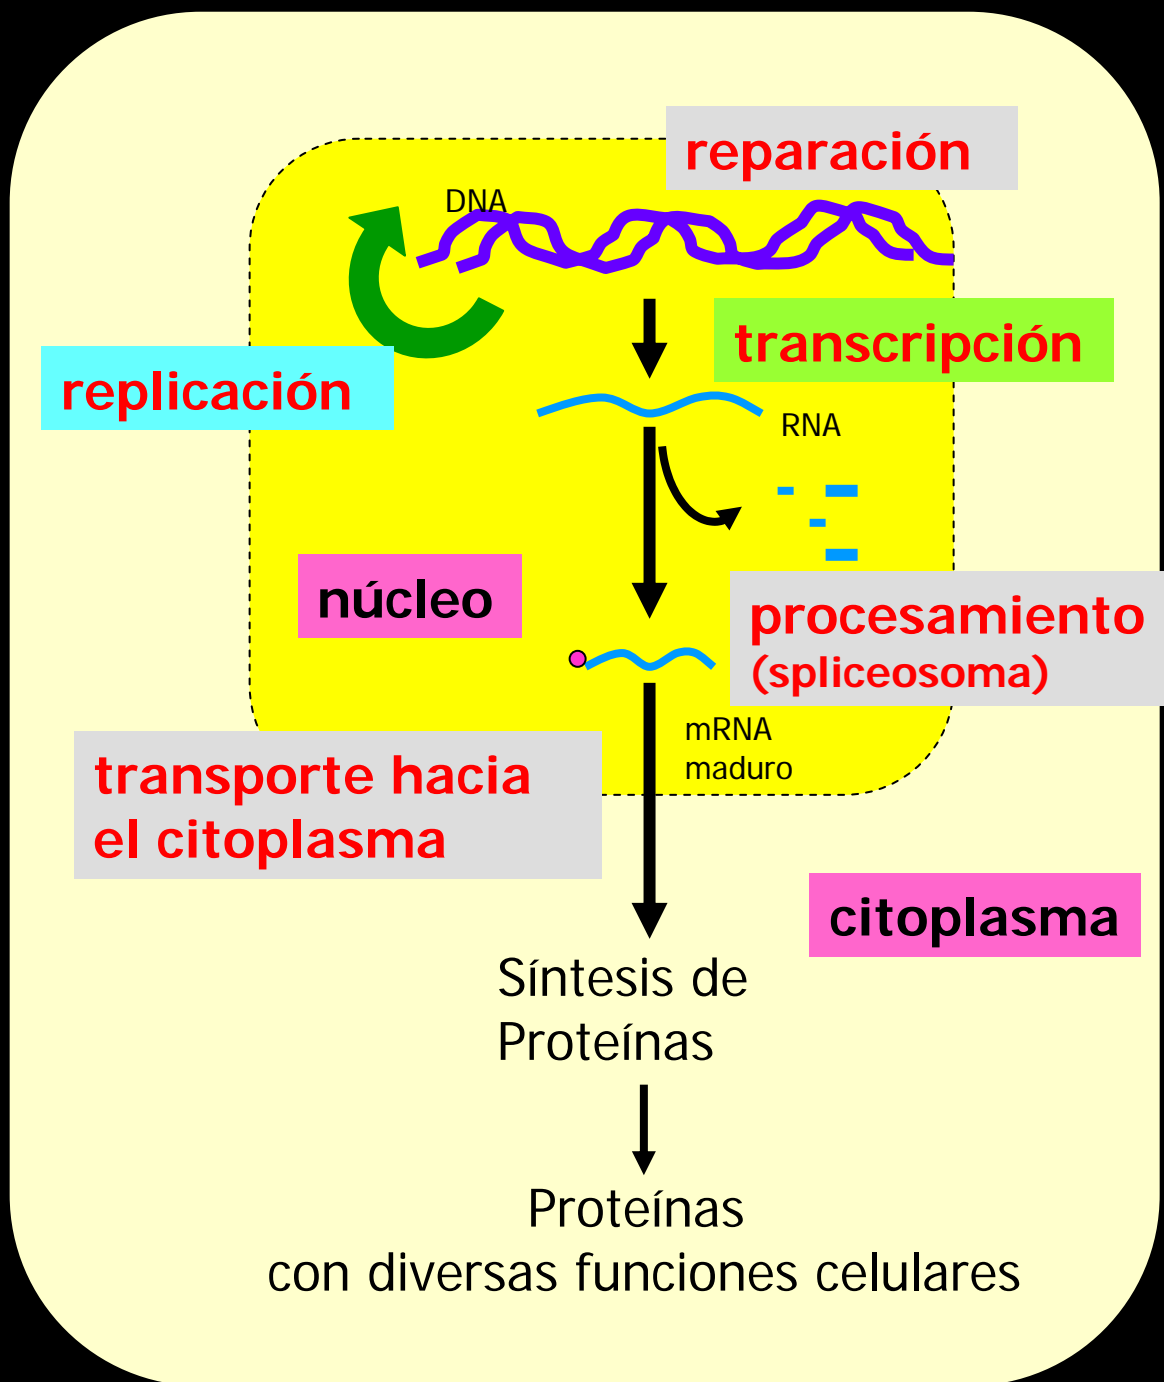 reparación
DNA
transcripción
replicación
RNA
núcleo
procesamiento
(spliceosoma)
mRNA
maduro
transporte hacia
el citoplasma
citoplasma
Síntesis de
Proteínas
Proteínas
con diversas funciones celulares